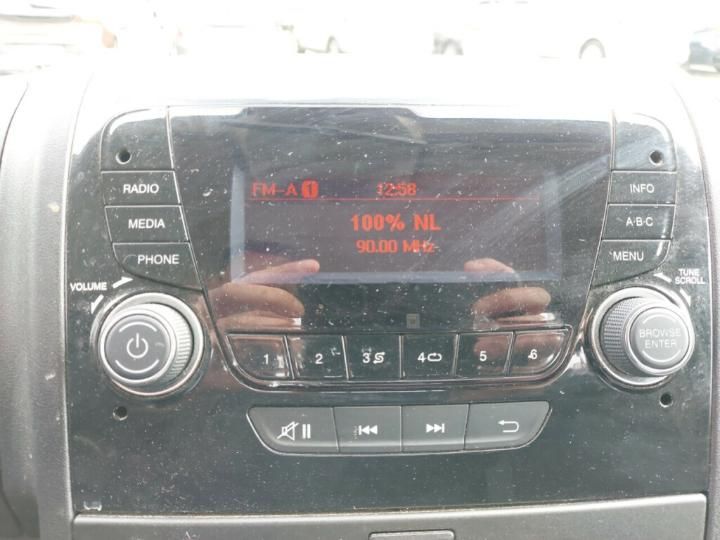 FM-A 1 12:58
100% NL
90.00 MHz
RADIO
MEDIA
PHONE
INFO
A·B·C
MENU
VOLUME
TUNE
SCROLL
BROWSE
ENTER
1 2 3 4 5 6